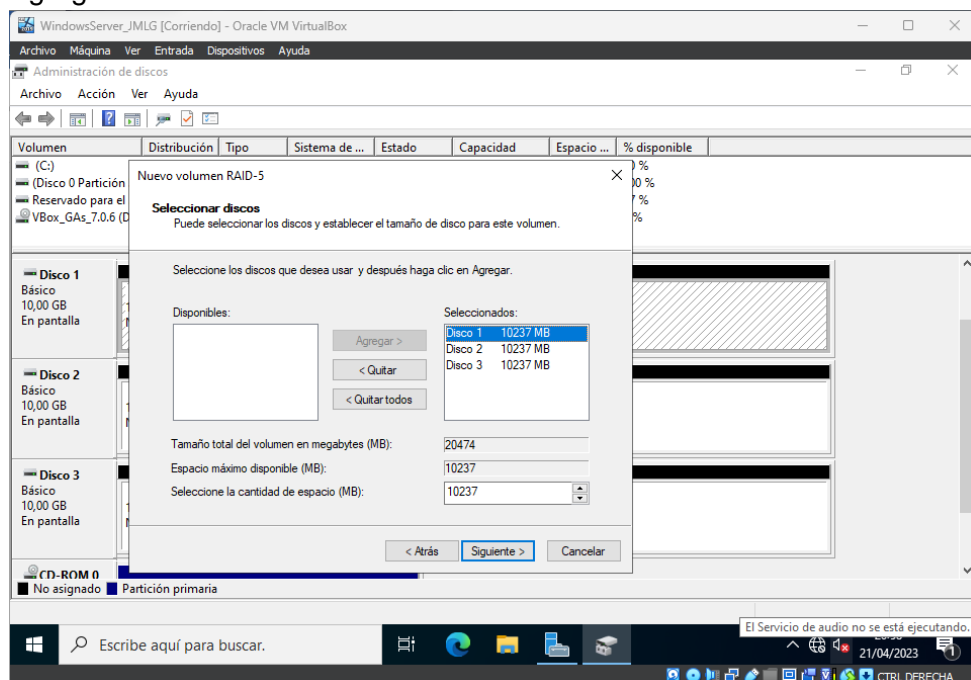 WindowsServer_JMLG [Corriendo] - Oracle VM VirtualBox
Archivo Máquina Ver Entrada Dispositivos Ayuda
Administración de discos
Archivo Acción Ver Ayuda
Volumen Distribución Tipo Sistema de ... Estado Capacidad Espacio ... % disponible
(C:)
(Disco 0 Partición
Reservado para el
VBox_GAs_7.0.6 (D
Nuevo volumen RAID-5
Seleccionar discos
Puede seleccionar los discos y establecer el tamaño de disco para este volumen.
Seleccione los discos que desea usar y después haga clic en Agregar.
Disponibles:
Seleccionados:
Agregar >
< Quitar
< Quitar todos
Disco 1 10237 MB
Disco 2 10237 MB
Disco 3 10237 MB
Tamaño total del volumen en megabytes (MB): 20474
Espacio máximo disponible (MB): 10237
Seleccione la cantidad de espacio (MB): 10237
< Atrás Siguiente > Cancelar
Disco 1
Básico
10,00 GB
En pantalla
Disco 2
Básico
10,00 GB
En pantalla
Disco 3
Básico
10,00 GB
En pantalla
CD-ROM 0
No asignado Partición primaria
El Servicio de audio no se está ejecutando.
Escribe aquí para buscar.
21/04/2023
1
CTRL DERECHA